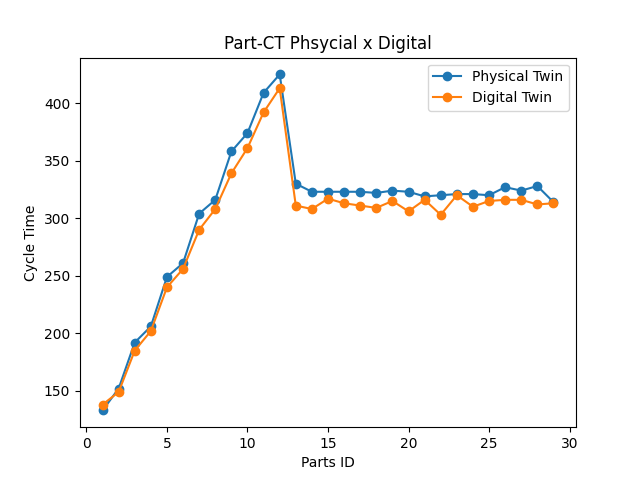 Part-CT Phsycial x Digital
Physical Twin
Digital Twin
Cycle Time
400
350
300
250
200
150
0 5 10 15 20 25 30
Parts ID